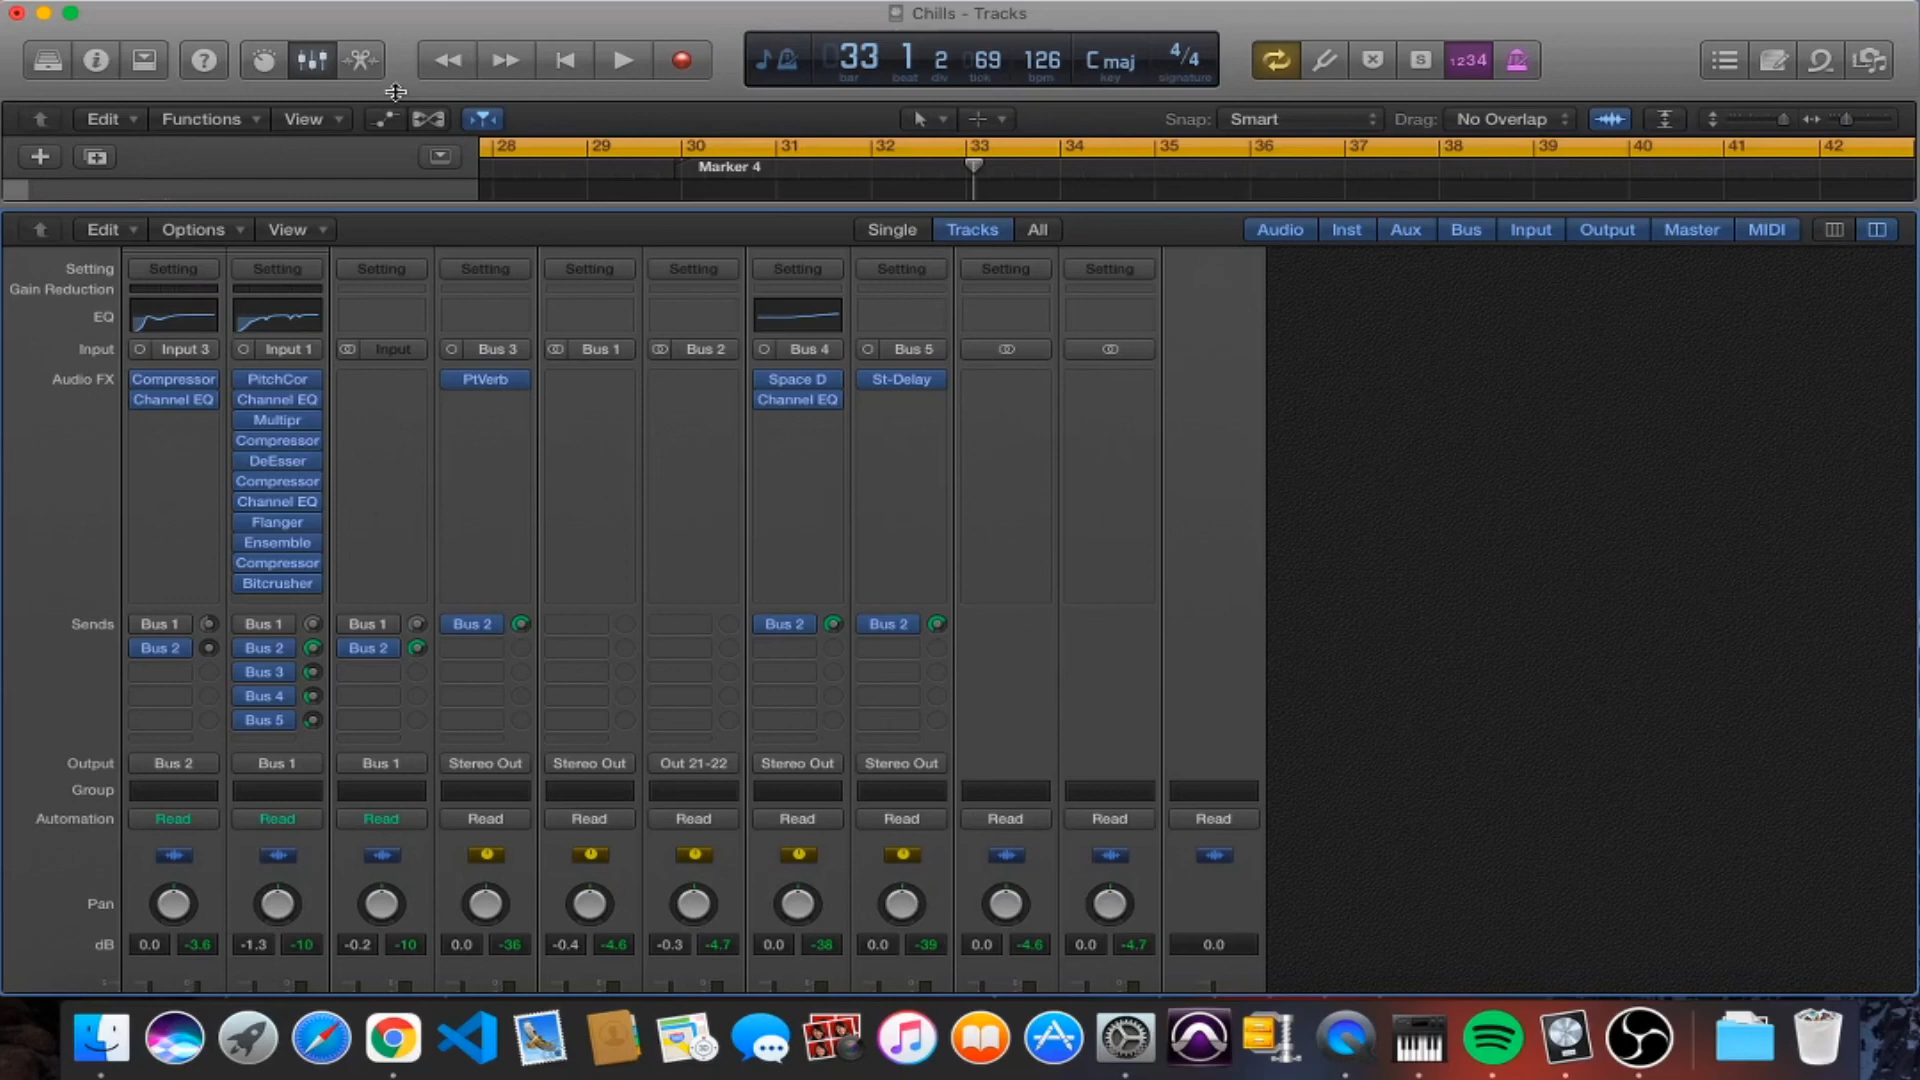 Chills - Tracks
33 1 2 69 126 C maj 4/4
bar beat div tick bpm key signature
S 1234
Edit Functions View Snap: Smart Drag: No Overlap
28 29 30 31 32 33 34 35 36 37 38 39 40 41 42
Marker 4
Edit Options View Single Tracks All Audio Inst Aux Bus Input Output Master MIDI
Setting Setting Setting Setting Setting Setting Setting Setting Setting Setting Setting
Gain Reduction
EQ
Input Input 3 Input 1 Input Bus 3 Bus 1 Bus 2 Bus 4 Bus 5
Audio FX Compressor PitchCor PtVerb Space D St-Delay
Channel EQ Channel EQ Channel EQ
Multipr
Compressor
DeEsser
Compressor
Channel EQ
Flanger
Ensemble
Compressor
Bitcrusher
Sends Bus 1 Bus 1 Bus 1 Bus 2 Bus 2 Bus 2
Bus 2 Bus 2 Bus 2
Bus 3
Bus 4
Bus 5
Output Bus 2 Bus 1 Bus 1 Stereo Out Stereo Out Out 21-22 Stereo Out Stereo Out
Group
Automation Read Read Read Read Read Read Read Read Read Read Read
Pan
dB 0.0 -3.6 -1.3 -10 -0.2 -10 0.0 -36 -0.4 -4.6 -0.3 -4.7 0.0 -38 0.0 -39 0.0 -4.6 0.0 -4.7 0.0